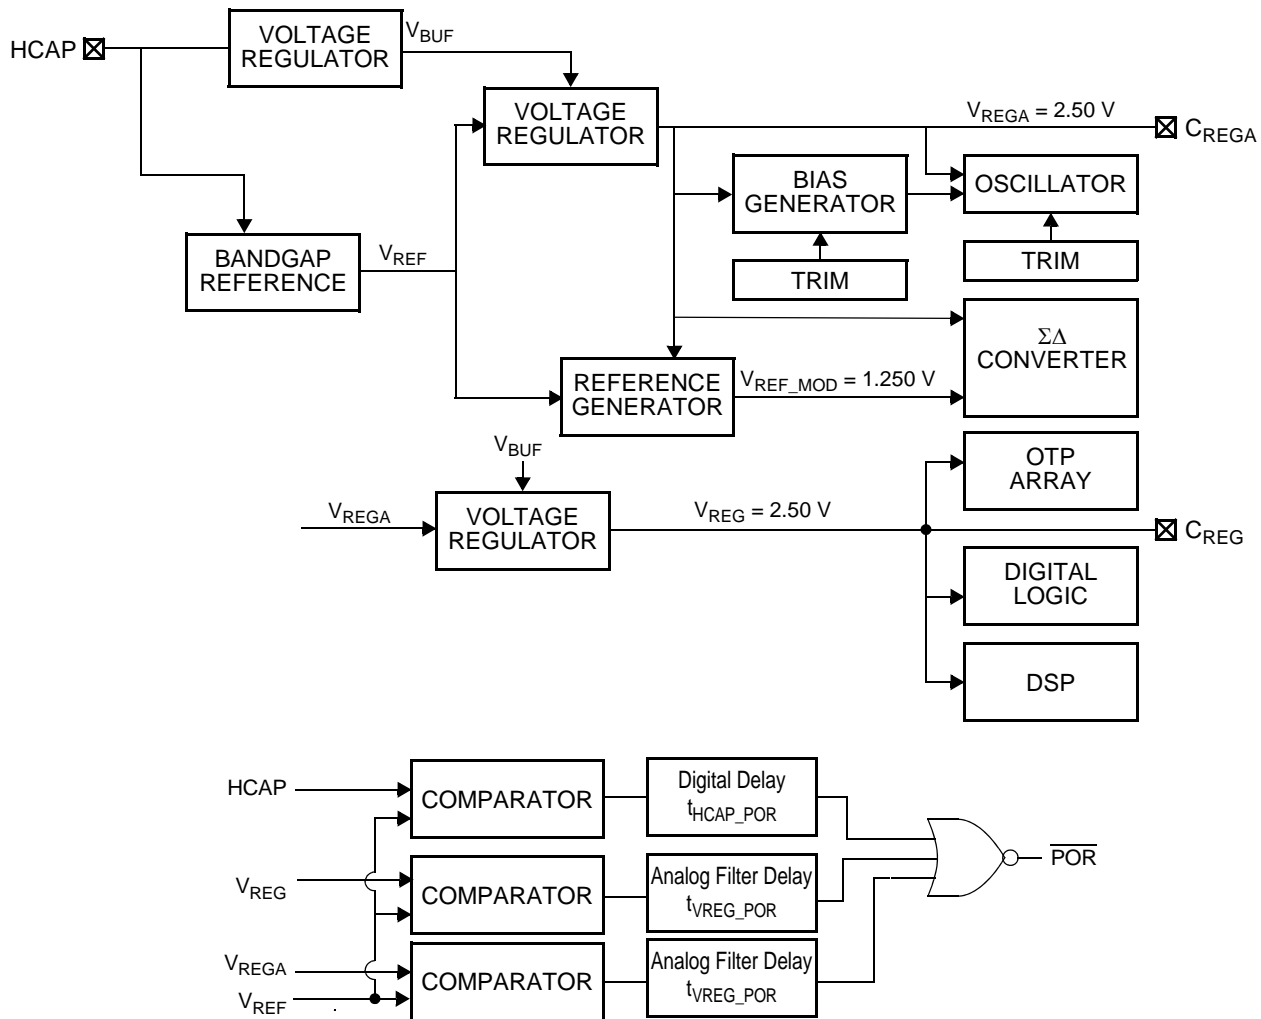 HCAP
VOLTAGE
REGULATOR
VBUF
VOLTAGE
REGULATOR
VREGA = 2.50 V
CREGA
BIAS
GENERATOR
OSCILLATOR
BANDGAP
REFERENCE
VREF
TRIM
TRIM
ΣΔ
CONVERTER
REFERENCE
GENERATOR
VREF_MOD = 1.250 V
VBUF
OTP
ARRAY
VREGA
VOLTAGE
REGULATOR
VREG = 2.50 V
CREG
DIGITAL
LOGIC
DSP
HCAP
COMPARATOR
Digital Delay
tHCAP_POR
POR
VREG
COMPARATOR
Analog Filter Delay
tVREG_POR
VREGA
VREF
COMPARATOR
Analog Filter Delay
tVREG_POR